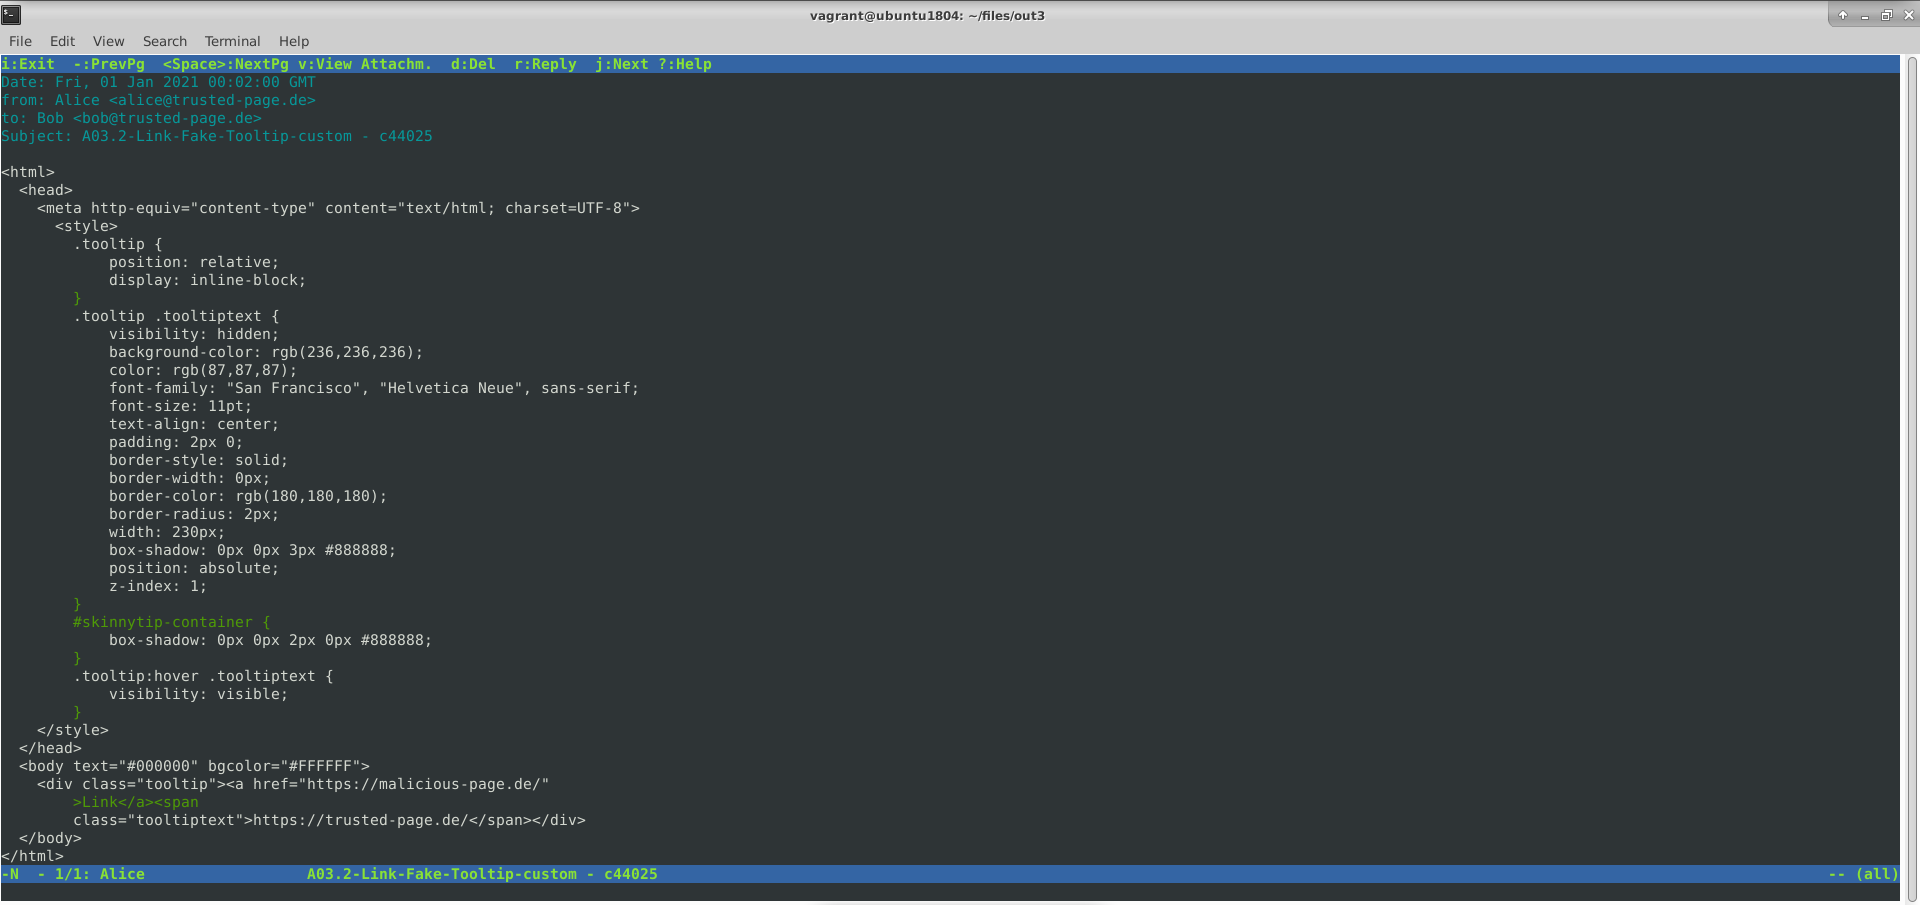 vagrant@ubuntu1804: ~/files/out3
File Edit View Search Terminal Help
i:Exit  -:PrevPg  <Space>:NextPg v:View Attachm.  d:Del  r:Reply  j:Next ?:Help
Date: Fri, 01 Jan 2021 00:02:00 GMT
from: Alice <alice@trusted-page.de>
to: Bob <bob@trusted-page.de>
Subject: A03.2-Link-Fake-Tooltip-custom - c44025

<html>
  <head>
    <meta http-equiv="content-type" content="text/html; charset=UTF-8">
      <style>
        .tooltip {
            position: relative;
            display: inline-block;
        }
        .tooltip .tooltiptext {
            visibility: hidden;
            background-color: rgb(236,236,236);
            color: rgb(87,87,87);
            font-family: "San Francisco", "Helvetica Neue", sans-serif;
            font-size: 11pt;
            text-align: center;
            padding: 2px 0;
            border-style: solid;
            border-width: 0px;
            border-color: rgb(180,180,180);
            border-radius: 2px;
            width: 230px;
            box-shadow: 0px 0px 3px #888888;
            position: absolute;
            z-index: 1;
        }
        #skinnytip-container {
            box-shadow: 0px 0px 2px 0px #888888;
        }
        .tooltip:hover .tooltiptext {
            visibility: visible;
        }
    </style>
  </head>
  <body text="#000000" bgcolor="#FFFFFF">
    <div class="tooltip"><a href="https://malicious-page.de/"
        >Link</a><span
        class="tooltiptext">https://trusted-page.de/</span></div>
  </body>
</html>
-N  - 1/1: Alice                  A03.2-Link-Fake-Tooltip-custom - c44025                  -- (all)